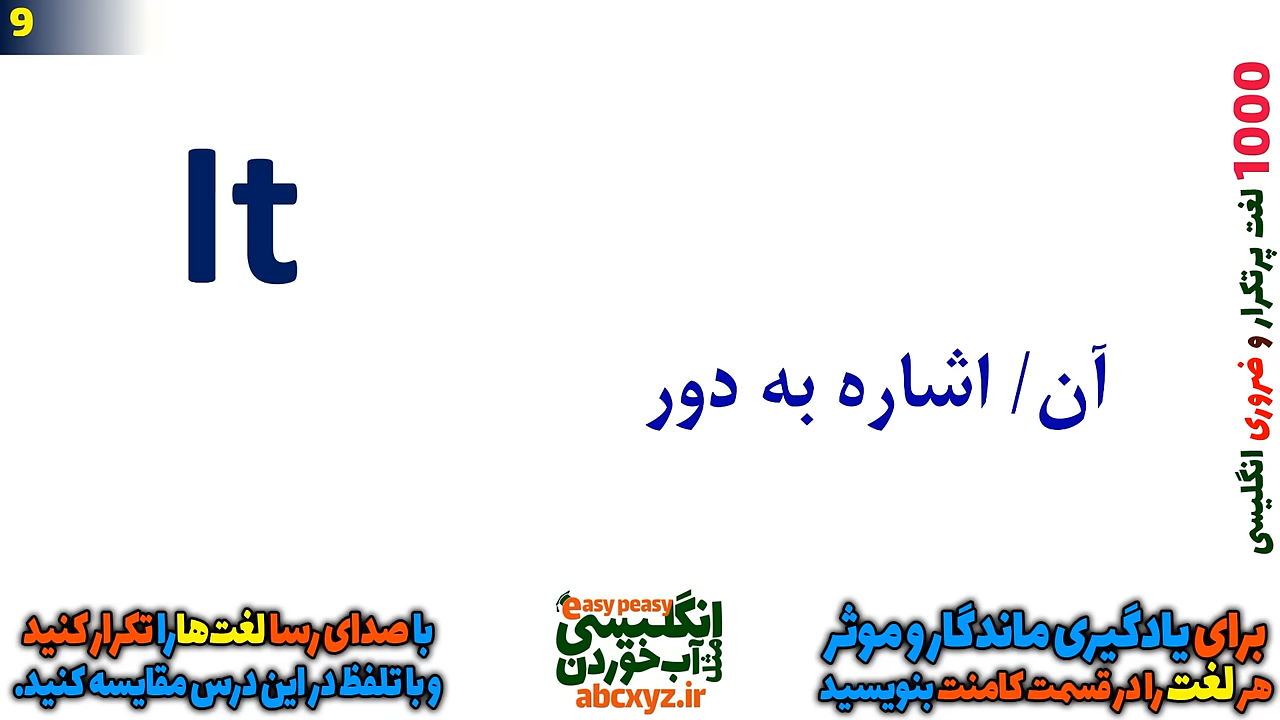 9
It
آن/ اشاره به دور
1000 لغت پرتکرار و ضروری انگلیسی
با صدای رسا لغت‌ها را تکرار کنید
و با تلفظ در این درس مقایسه کنید.
easy peasy
انگلیسی
مثل
آب خوردن
abcxyz.ir
برای یادگیری ماندگار و موثر
هر لغت را در قسمت کامنت بنویسید